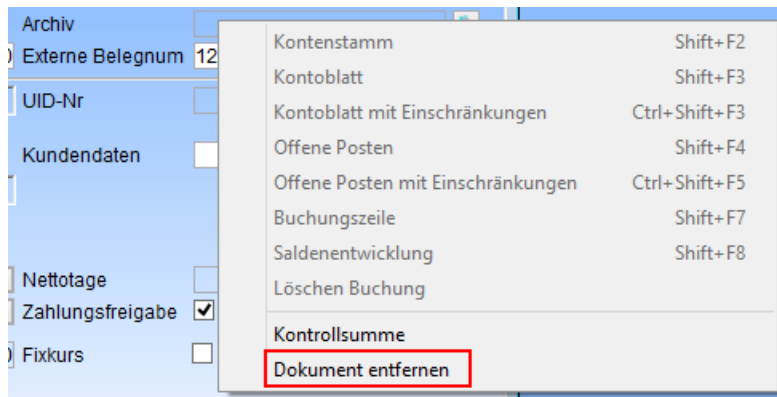 Archiv
Externe Belegnum 12
UID-Nr
Kundendaten
Nettotage
Zahlungsfreigabe
Fixkurs
Kontenstamm Shift+F2
Kontoblatt Shift+F3
Kontoblatt mit Einschränkungen Ctrl+Shift+F3
Offene Posten Shift+F4
Offene Posten mit Einschränkungen Ctrl+Shift+F5
Buchungszeile Shift+F7
Saldenentwicklung Shift+F8
Löschen Buchung
Kontrollsumme
Dokument entfernen